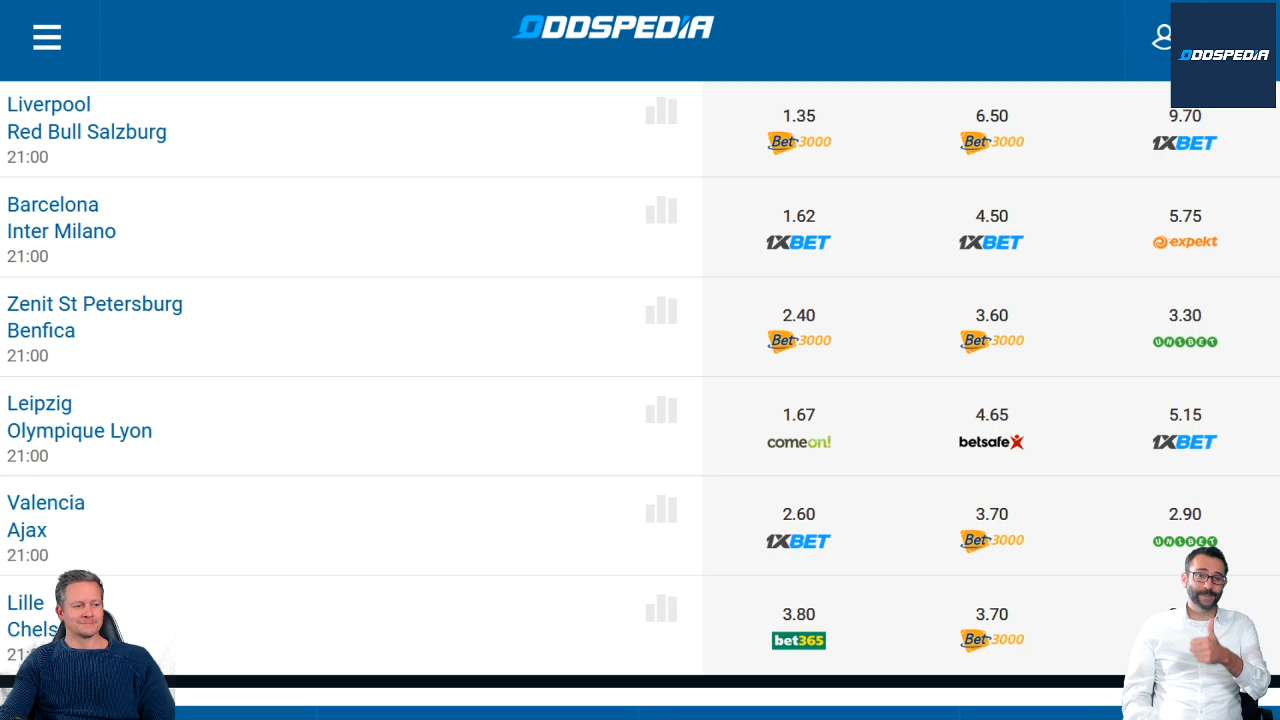 ODDSPEDIA
ODDSPEDIA
Liverpool
Red Bull Salzburg
21:00
1.35
Bet3000
6.50
Bet3000
9.70
1XBET
Barcelona
Inter Milano
21:00
1.62
1XBET
4.50
1XBET
5.75
expekt
Zenit St Petersburg
Benfica
21:00
2.40
Bet3000
3.60
Bet3000
3.30
UNIBET
Leipzig
Olympique Lyon
21:00
1.67
comeon!
4.65
betsafe
5.15
1XBET
Valencia
Ajax
21:00
2.60
1XBET
3.70
Bet3000
2.90
UNIBET
Lille
Chels
21:
3.80
bet365
3.70
Bet3000